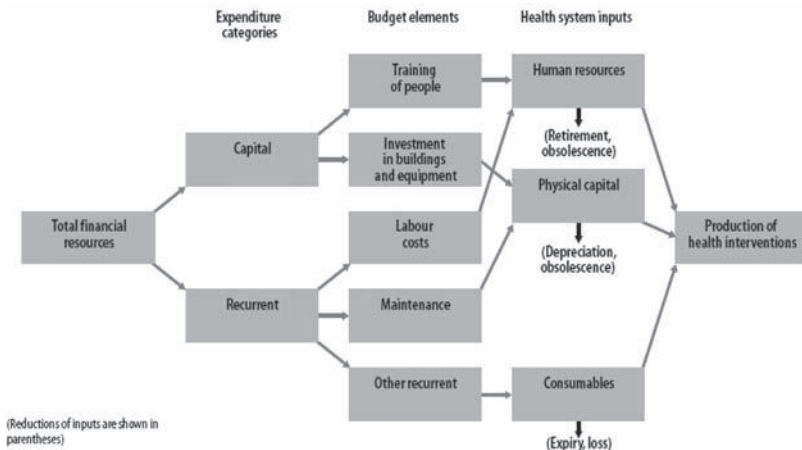 Expenditure
categories
Budget elements
Health system inputs
Training
of people
Human resources
(Retirement,
obsolescence)
Capital
Investment
in buildings
and equipment
Physical capital
(Depreciation,
obsolescence)
Total financial
resources
Labour
costs
Production of
health interventions
Recurrent
Maintenance
Other recurrent
Consumables
(Expiry, loss)
(Reductions of inputs are shown in
parentheses)